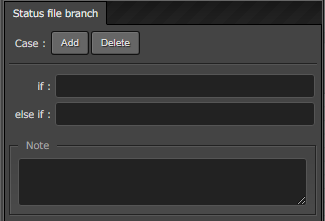 Status file branch
Case : Add Delete
if :
else if :
Note